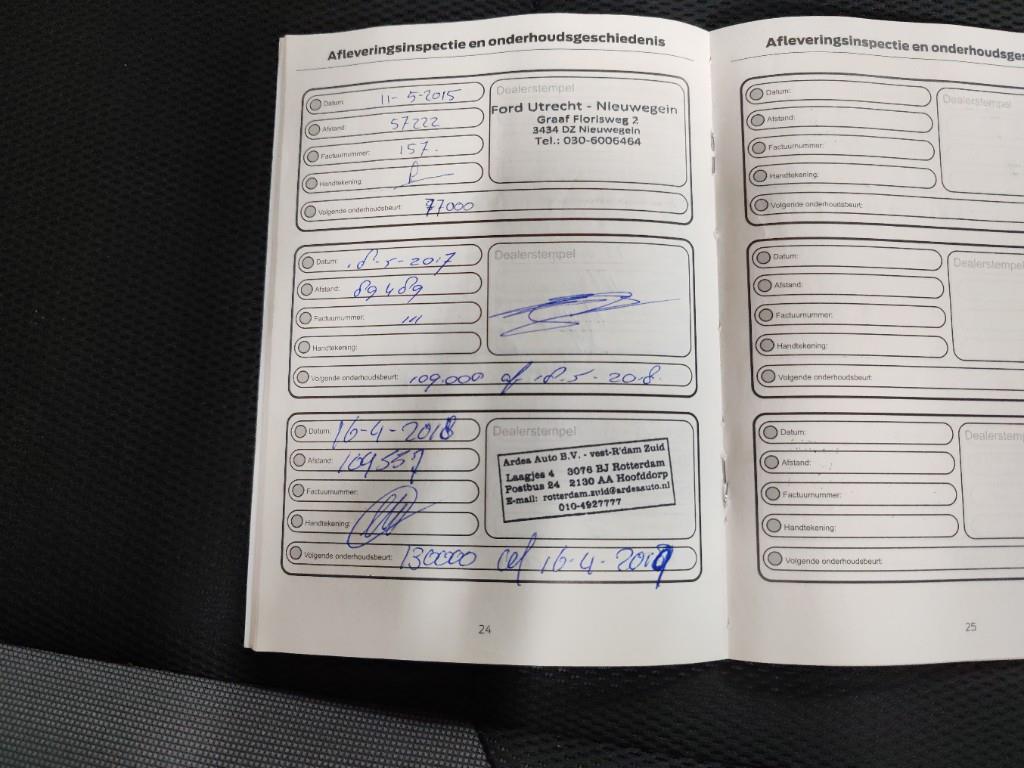 Afleveringsinspectie en onderhoudsgeschiedenis
Datum: 11-5-2015
Afstand: 57222
Factuurnummer: 157.
Handtekening:
Volgende onderhoudsbeurt: 77000
Dealerstempel
Ford Utrecht - Nieuwegein
Graaf Florisweg 2
3434 DZ Nieuwegein
Tel.: 030-6006464
Datum: 18-5-2017
Afstand: 89489
Factuurnummer:
Handtekening:
Volgende onderhoudsbeurt: 109.000 of 18.5-2018.
Dealerstempel
Datum: 16-4-2018
Afstand: 109557
Factuurnummer:
Handtekening:
Volgende onderhoudsbeurt: 130000 of 16-4-2019
Dealerstempel
Ardea Auto B.V. - vest-R'dam Zuid
Laagjes 4 3076 BJ Rotterdam
Postbus 24 2130 AA Hoofddorp
E-mail: rotterdam.zuid@ardeaauto.nl
010-4927777
24
Afleveringsinspectie en onderhoudsges
Datum:
Afstand:
Factuurnummer:
Handtekening:
Volgende onderhoudsbeurt:
Dealerstempel
Datum:
Afstand:
Factuurnummer:
Handtekening:
Volgende onderhoudsbeurt:
Dealerstempel
Datum:
Afstand:
Factuurnummer:
Handtekening:
Volgende onderhoudsbeurt:
Dealerstemp
25